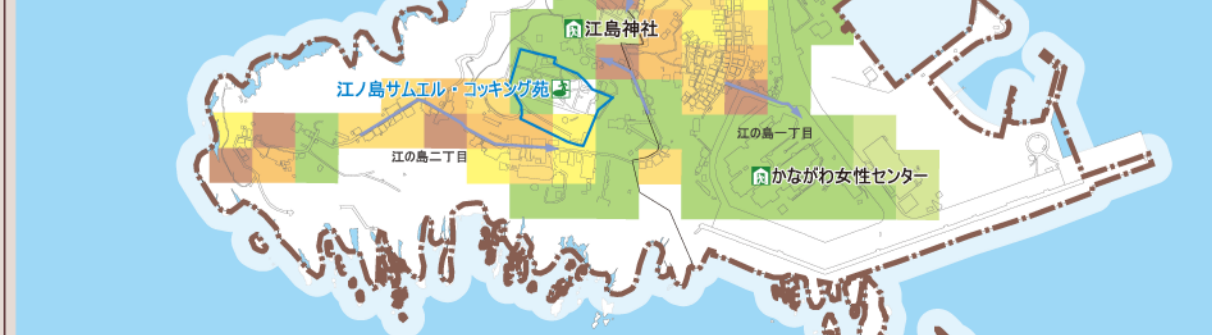 江島神社
江ノ島サムエル・コッキング苑
江の島一丁目
江の島二丁目
かながわ女性センター